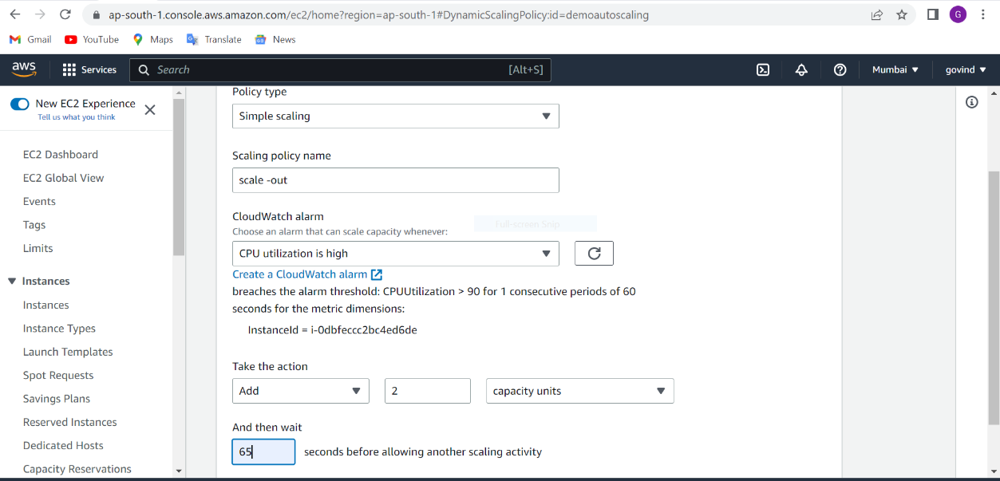 ap-south-1.console.aws.amazon.com/ec2/home?region=ap-south-1#DynamicScalingPolicy:id=demoautoscaling
G
Gmail YouTube Maps Translate News
aws Services Search [Alt+S] Mumbai govind
New EC2 Experience
Tell us what you think
EC2 Dashboard
EC2 Global View
Events
Tags
Limits
Instances
Instances
Instance Types
Launch Templates
Spot Requests
Savings Plans
Reserved Instances
Dedicated Hosts
Capacity Reservations
Policy type
Simple scaling
Scaling policy name
scale -out
CloudWatch alarm
Full-screen Snip
Choose an alarm that can scale capacity whenever:
CPU utilization is high
Create a CloudWatch alarm
breaches the alarm threshold: CPUUtilization > 90 for 1 consecutive periods of 60
seconds for the metric dimensions:
InstanceId = i-0dbfeccc2bc4ed6de
Take the action
Add 2 capacity units
And then wait
65 seconds before allowing another scaling activity